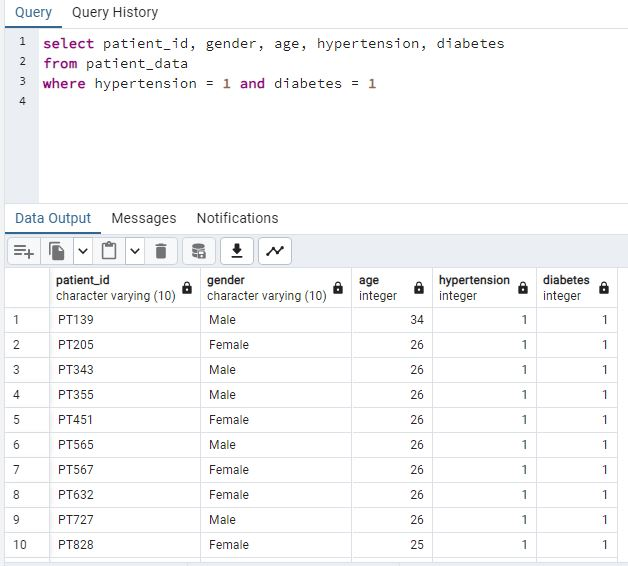 Query Query History
1 select patient_id, gender, age, hypertension, diabetes
2 from patient_data
3 where hypertension = 1 and diabetes = 1
4
Data Output Messages Notifications
patient_id gender age hypertension diabetes
character varying (10) character varying (10) integer integer integer
1 PT139 Male 34 1 1
2 PT205 Female 26 1 1
3 PT343 Male 26 1 1
4 PT355 Male 26 1 1
5 PT451 Female 26 1 1
6 PT565 Male 26 1 1
7 PT567 Female 26 1 1
8 PT632 Female 26 1 1
9 PT727 Male 26 1 1
10 PT828 Female 25 1 1